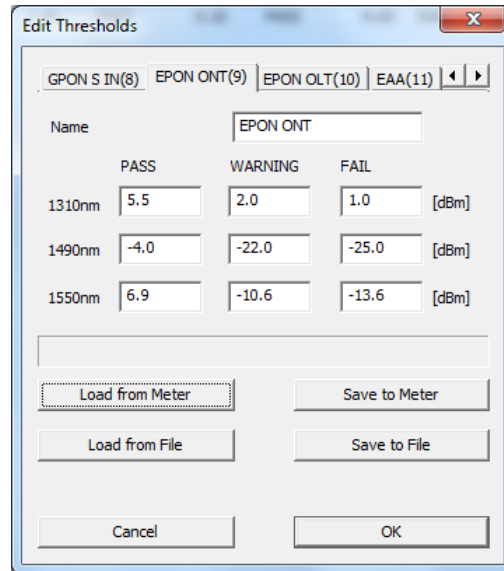 Edit Thresholds
GPON S IN(8) EPON ONT(9) EPON OLT(10) EAA(11)
Name EPON ONT
PASS WARNING FAIL
1310nm 5.5 2.0 1.0 [dBm]
1490nm -4.0 -22.0 -25.0 [dBm]
1550nm 6.9 -10.6 -13.6 [dBm]
Load from Meter Save to Meter
Load from File Save to File
Cancel OK